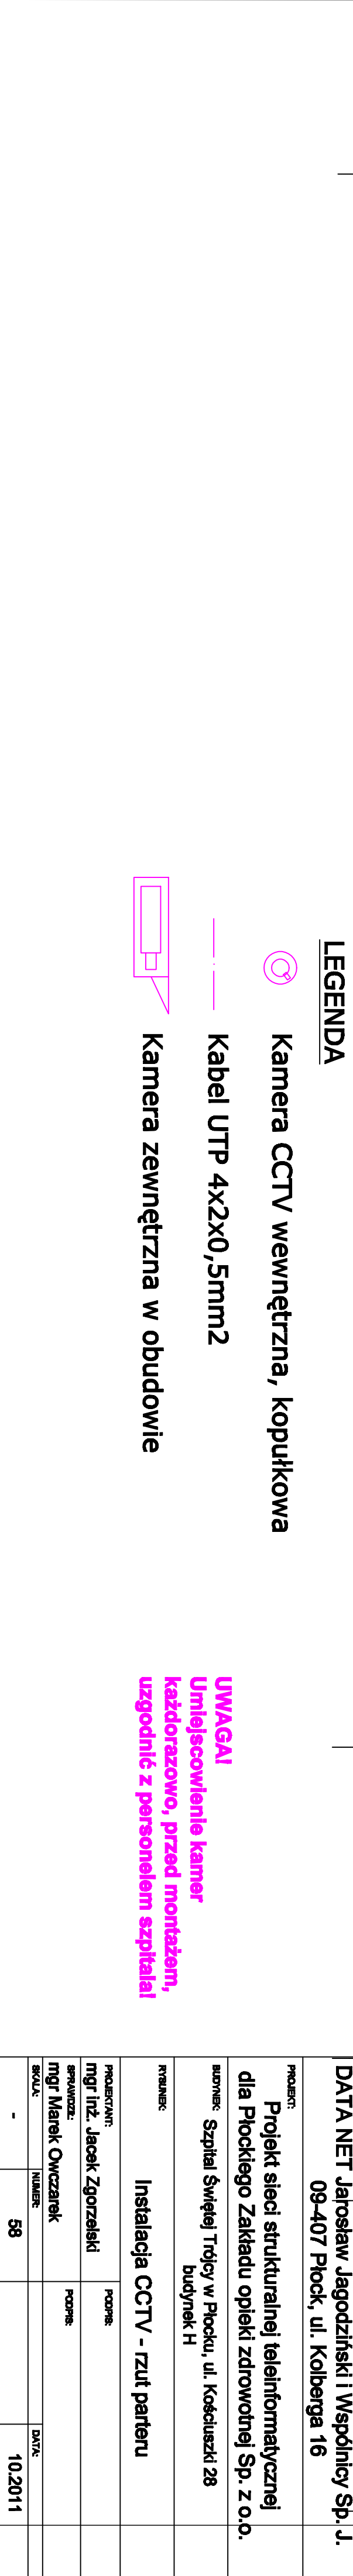 LEGENDA
Kamera CCTV wewnętrzna, kopułkowa
Kabel UTP 4x2x0,5mm2
Kamera zewnętrzna w obudowie
UWAGA!
Umiejscowienie kamer
każdorazowo, przed montażem,
uzgodnić z personelem szpitala!
DATA NET Jarosław Jagodziński i Wspólnicy Sp. J.
09-407 Płock, ul. Kolberga 16
PROJEKT:
Projekt sieci strukturalnej teleinformatycznej
dla Płockiego Zakładu opieki zdrowotnej Sp. z o.o.
BUDYNEK: Szpital Świętej Trójcy w Płocku, ul. Kościuszki 28
budynek H
RYSUNEK:
Instalacja CCTV - rzut parteru
PROJEKTANT: PODPIS:
mgr inż. Jacek Zgorzelski
SPRAWDZIŁ: PODPIS:
mgr Marek Owczarek
SKALA: NUMER: DATA:
- 58 10.2011